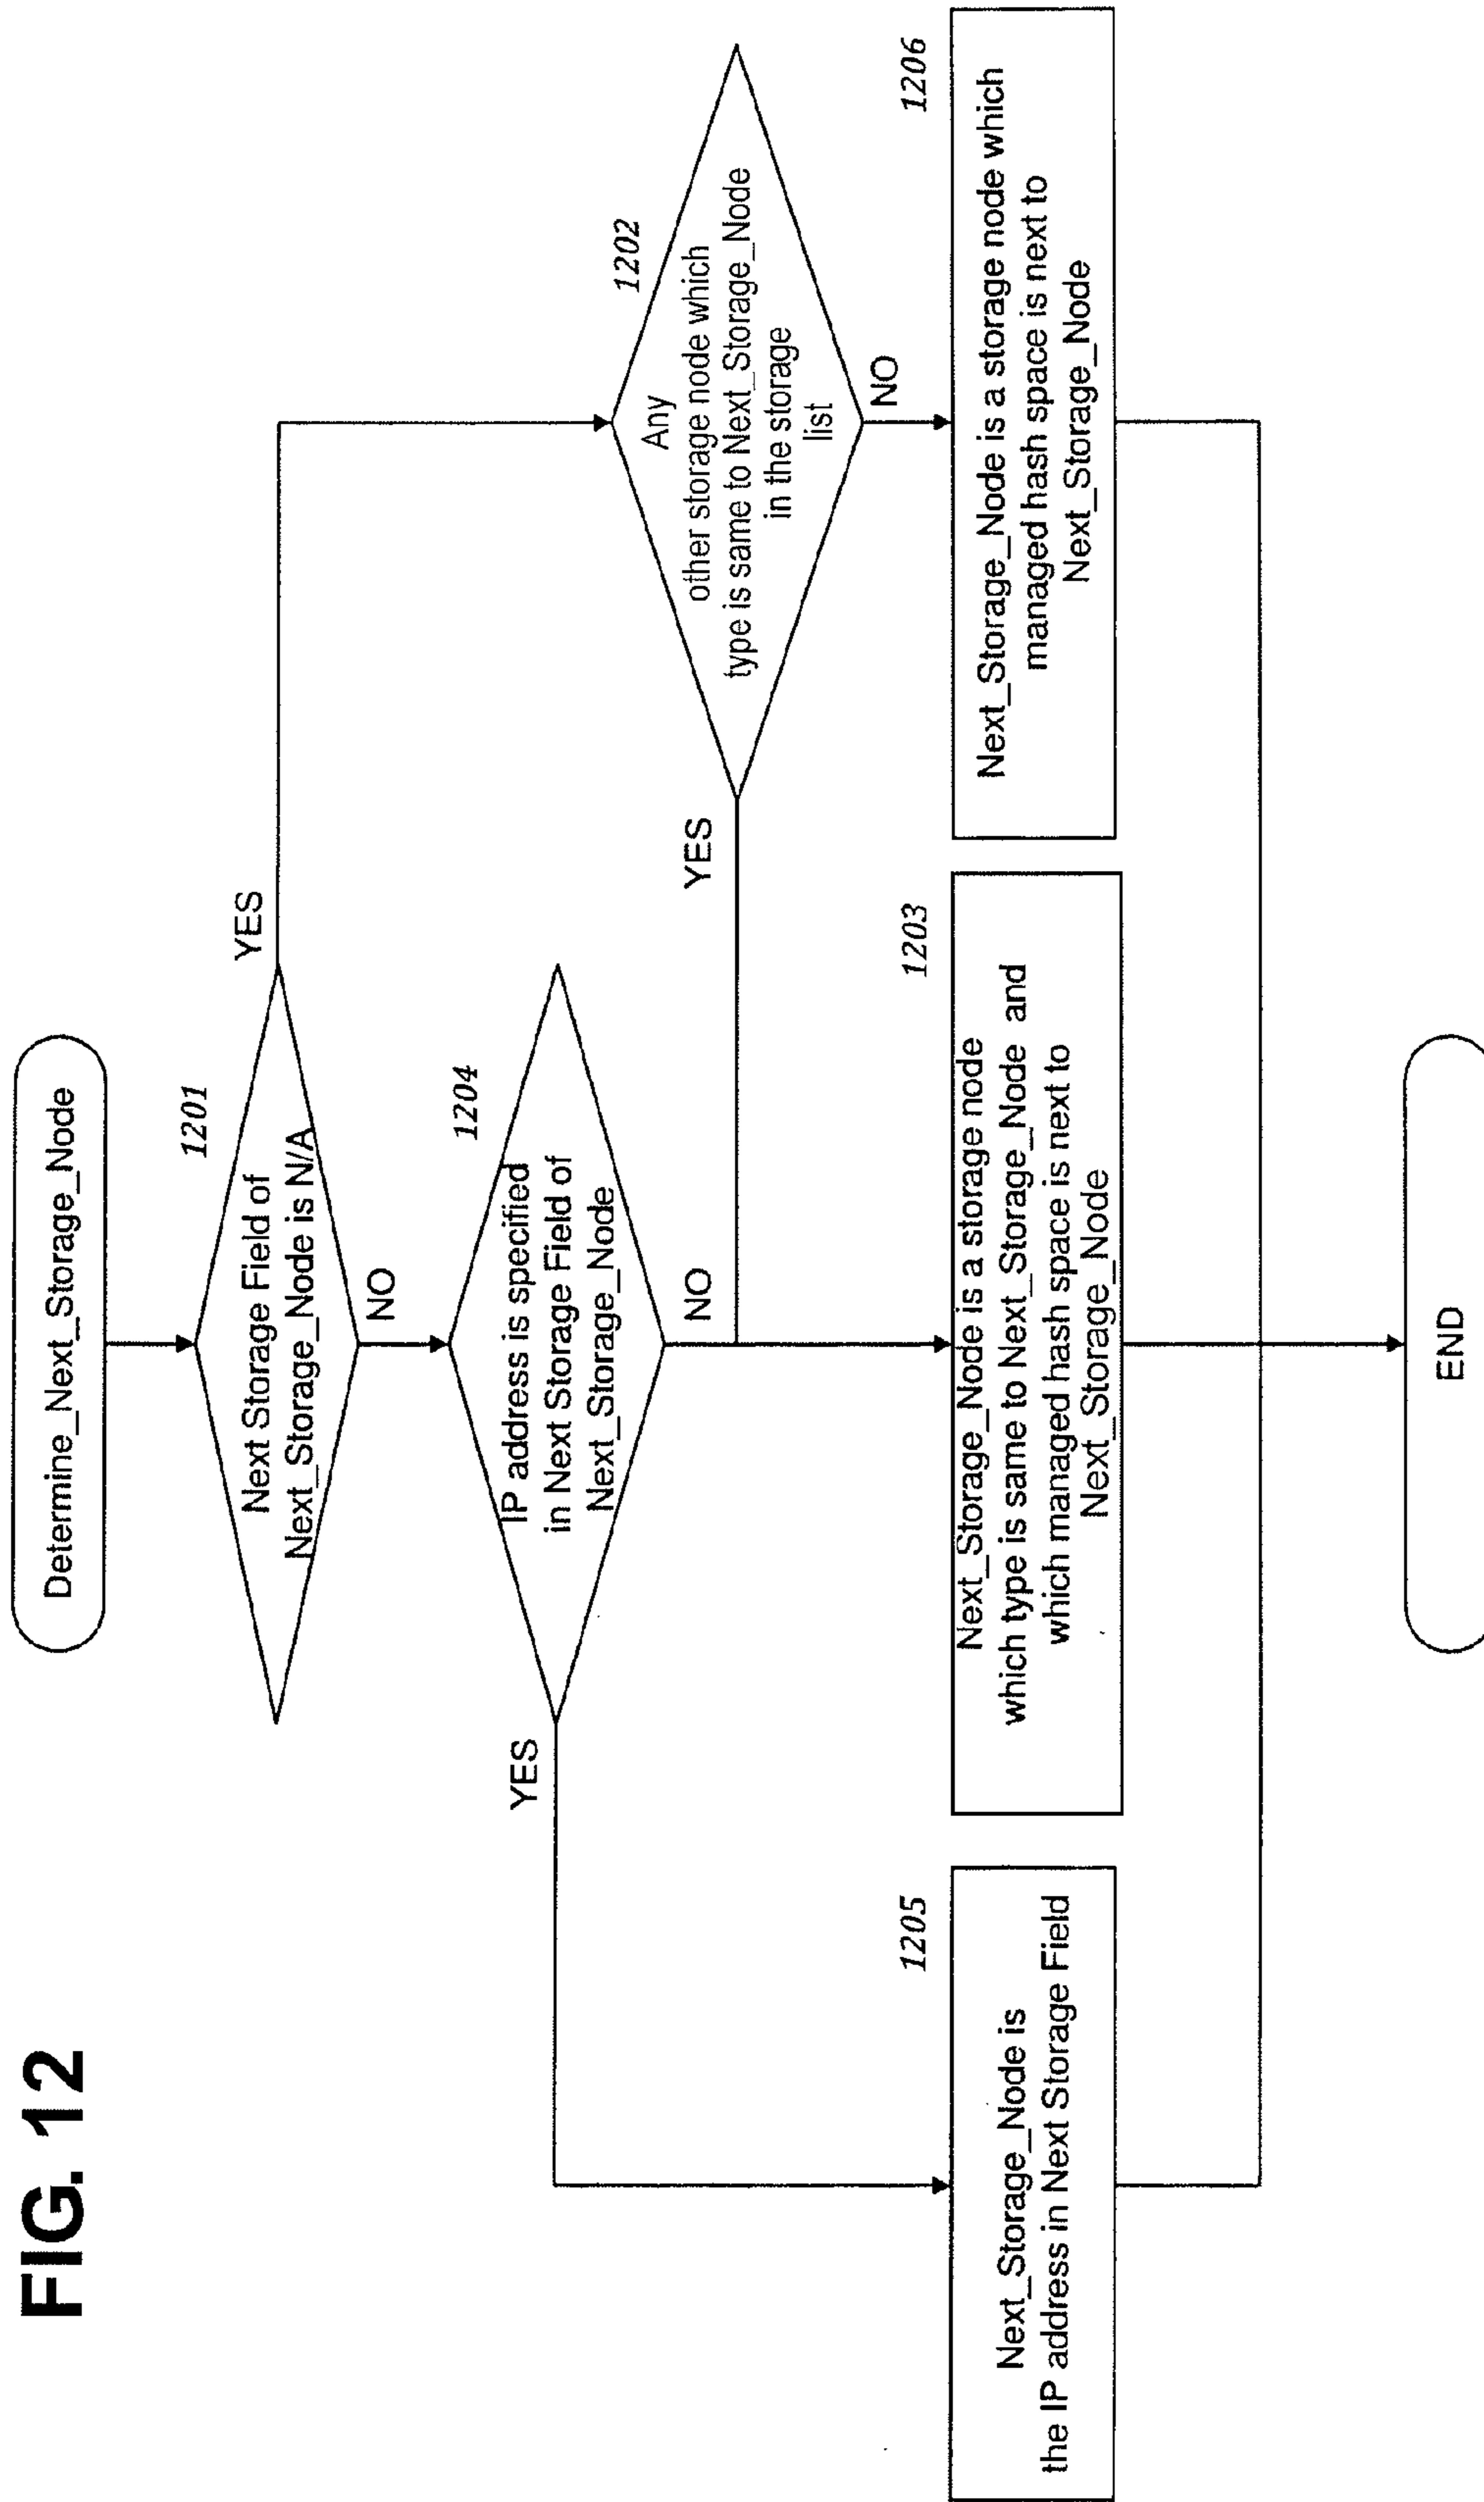 FIG. 12
Determine_Next_Storage_Node
1201
Next Storage Field of
Next_Storage_Node is N/A
YES
NO
1204
IP address is specified
in Next Storage Field of
Next_Storage_Node
YES
NO
1202
Any
other storage node which
type is same to Next_Storage_Node
in the storage
list
YES
NO
1205
Next_Storage_Node is
the IP address in Next Storage Field
1203
Next_Storage_Node is a storage node
which type is same to Next_Storage_Node and
which managed hash space is next to
Next_Storage_Node
1206
Next_Storage_Node is a storage node which
managed hash space is next to
Next_Storage_Node
END